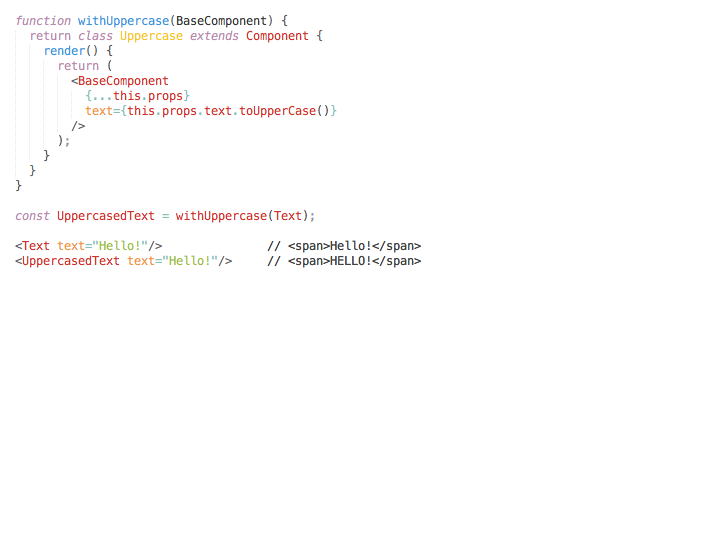 function withUppercase(BaseComponent) {
  return class Uppercase extends Component {
    render() {
      return (
        <BaseComponent
          {...this.props}
          text={this.props.text.toUpperCase()}
        />
      );
    }
  }
}

const UppercasedText = withUppercase(Text);

<Text text="Hello!"/>               // <span>Hello!</span>
<UppercasedText text="Hello!"/>     // <span>HELLO!</span>